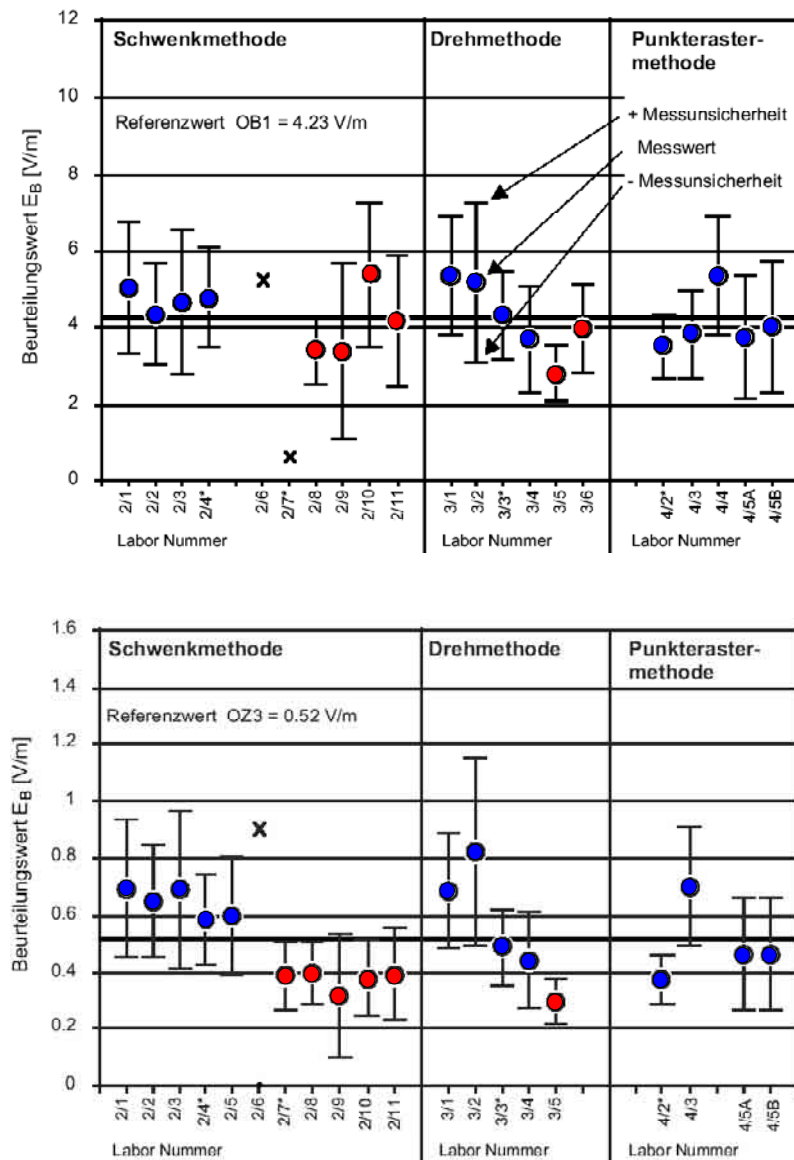 Schwenkmethode
Drehmethode
Punkteraster-
methode
Referenzwert OB1 = 4.23 V/m
+ Messunsicherheit
Messwert
- Messunsicherheit
Beurteilungswert EB [V/m]
12
10
8
6
4
2
0
2/1 2/2 2/3 2/4* 2/6 2/7* 2/8 2/9 2/10 2/11 3/1 3/2 3/3* 3/4 3/5 3/6 4/2* 4/3 4/4 4/5A 4/5B
Labor Nummer Labor Nummer Labor Nummer
Schwenkmethode
Drehmethode
Punkteraster-
methode
Referenzwert OZ3 = 0.52 V/m
Beurteilungswert EB [V/m]
1.6
1.4
1.2
1
0.8
0.6
0.4
0.2
0
2/1 2/2 2/3 2/4* 2/5 2/6 2/7* 2/8 2/9 2/10 2/11 3/1 3/2 3/3* 3/4 3/5 4/2* 4/3 4/5A 4/5B
Labor Nummer Labor Nummer Labor Nummer